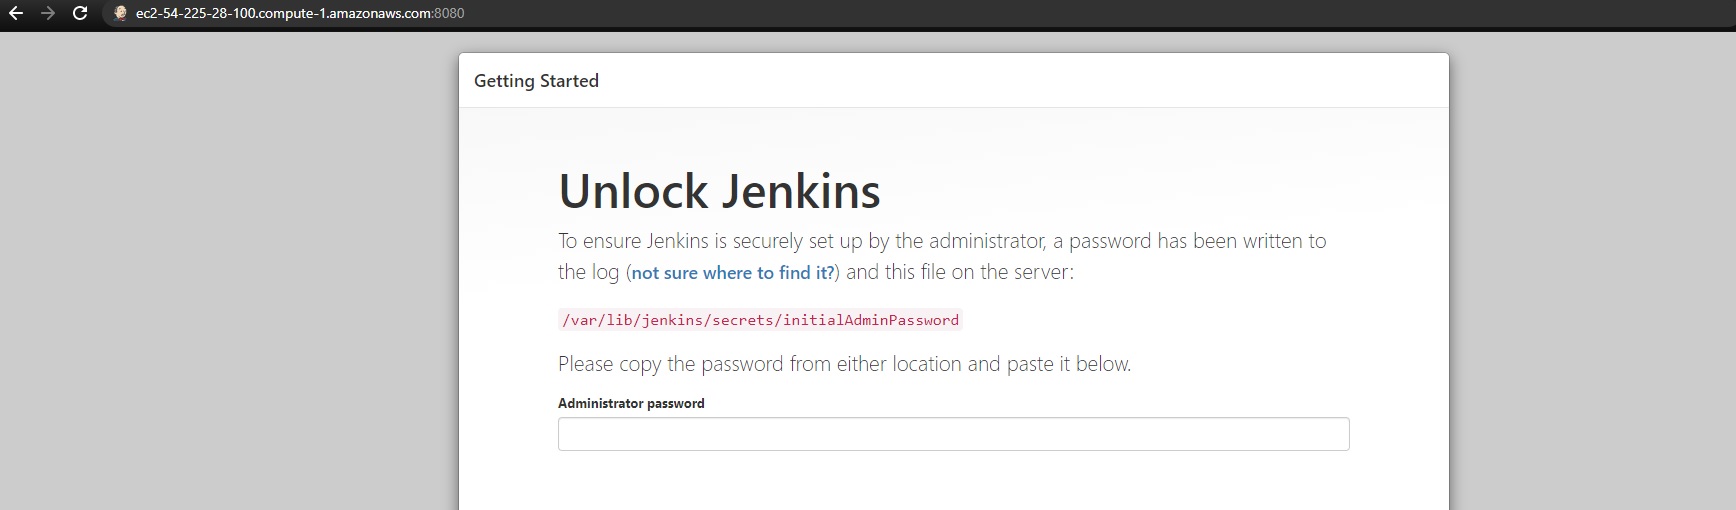 ec2-54-225-28-100.compute-1.amazonaws.com:8080
Getting Started
Unlock Jenkins
To ensure Jenkins is securely set up by the administrator, a password has been written to
the log (not sure where to find it?) and this file on the server:
/var/lib/jenkins/secrets/initialAdminPassword
Please copy the password from either location and paste it below.
Administrator password